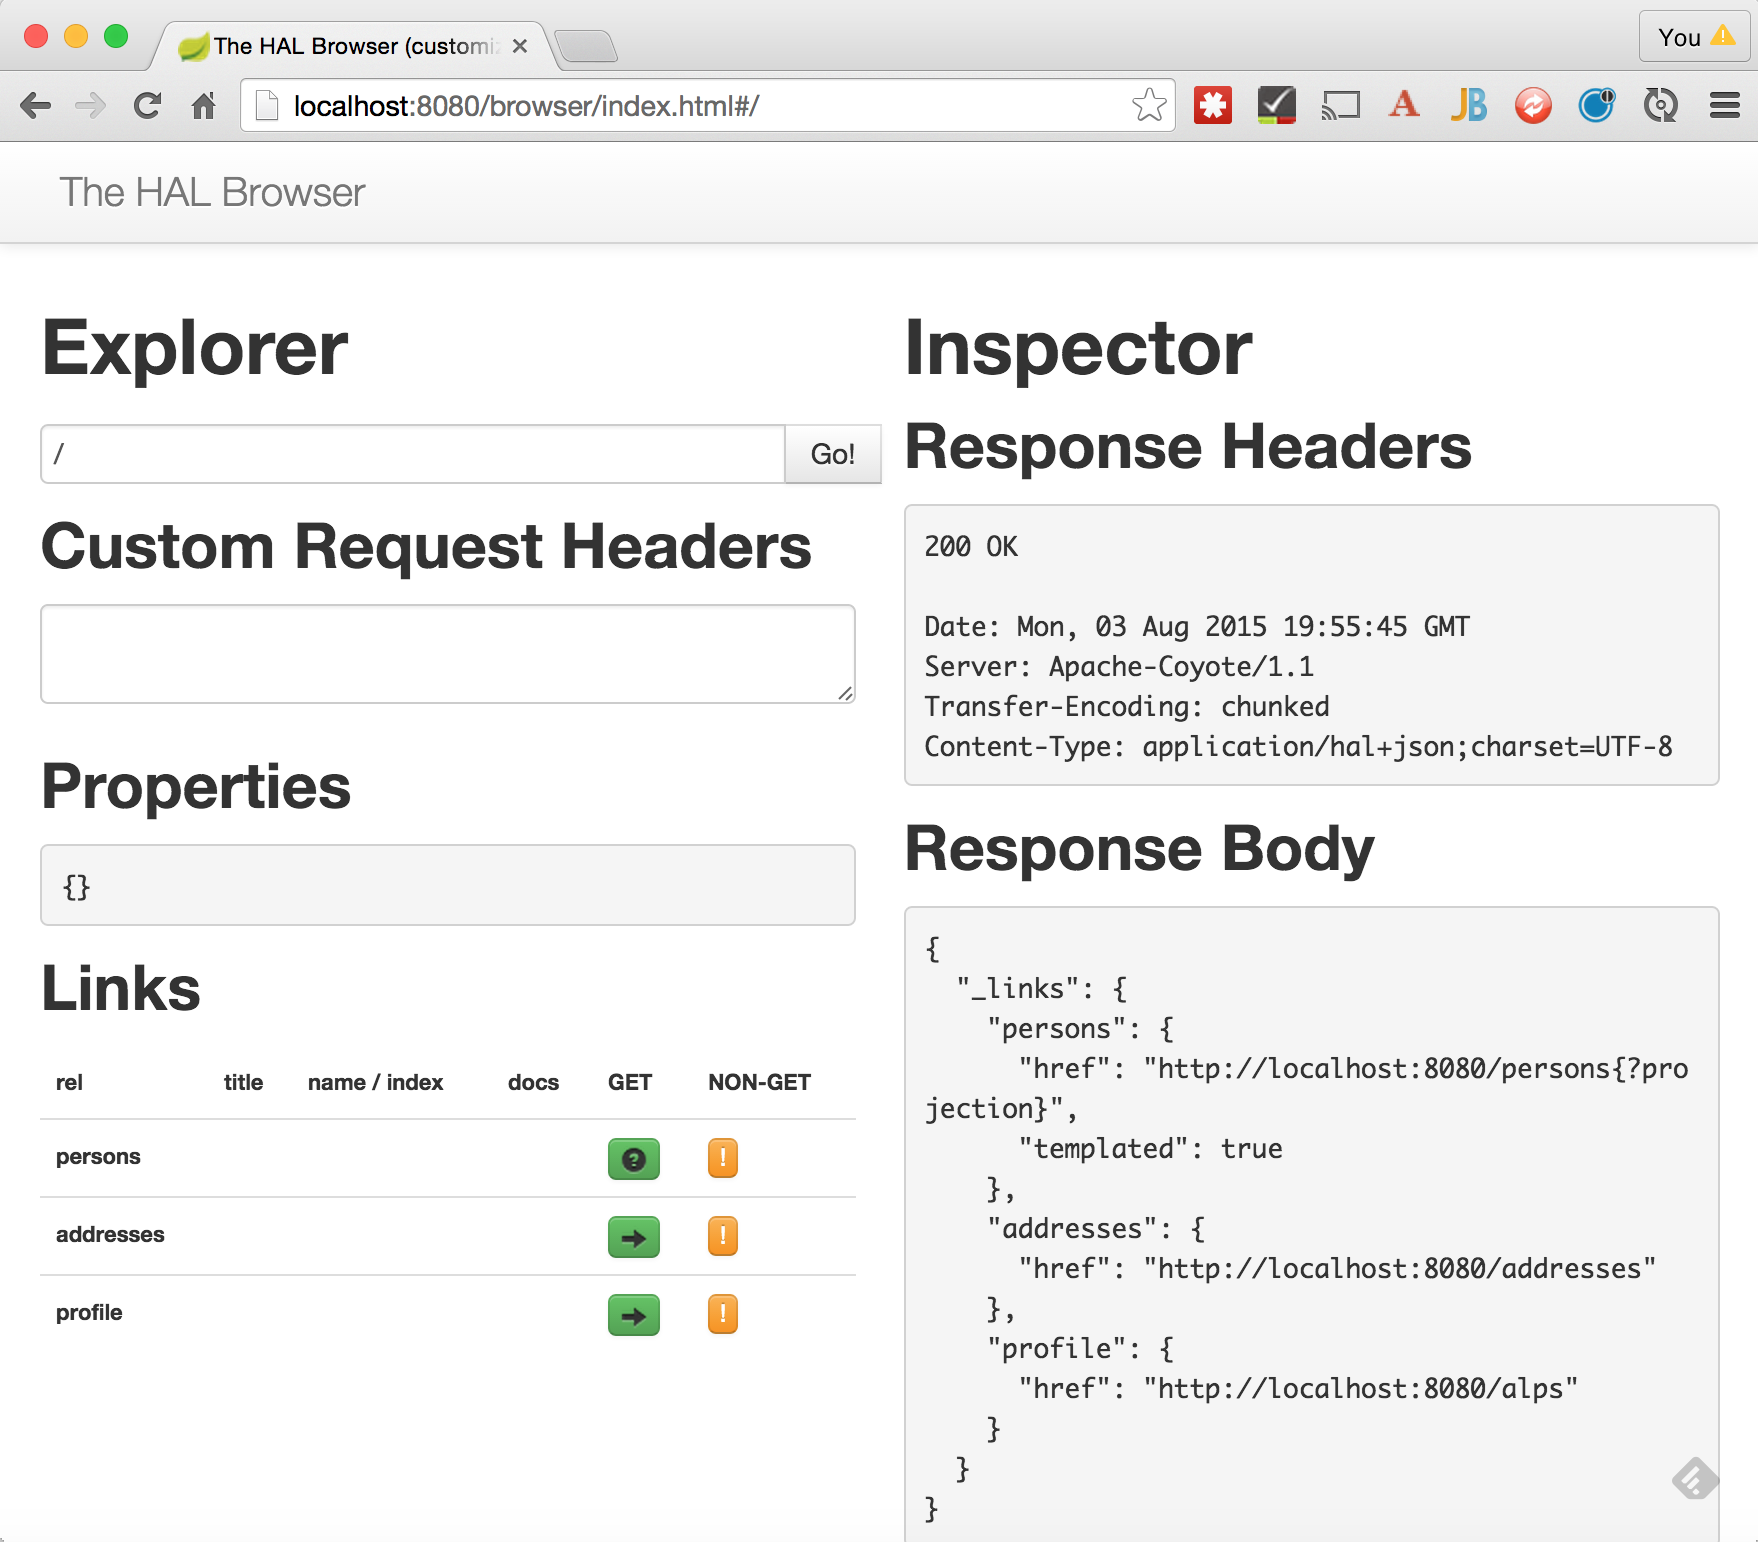 The HAL Browser (customi
You
localhost:8080/browser/index.html#/
A
JB
The HAL Browser
Explorer
/
Go!
Custom Request Headers
Properties
{}
Links
rel title name / index docs GET NON-GET
persons ? !
addresses !
profile !
Inspector
Response Headers
200 OK
Date: Mon, 03 Aug 2015 19:55:45 GMT
Server: Apache-Coyote/1.1
Transfer-Encoding: chunked
Content-Type: application/hal+json;charset=UTF-8
Response Body
{
  "_links": {
    "persons": {
      "href": "http://localhost:8080/persons{?pro
jection}",
      "templated": true
    },
    "addresses": {
      "href": "http://localhost:8080/addresses"
    },
    "profile": {
      "href": "http://localhost:8080/alps"
    }
  }
}